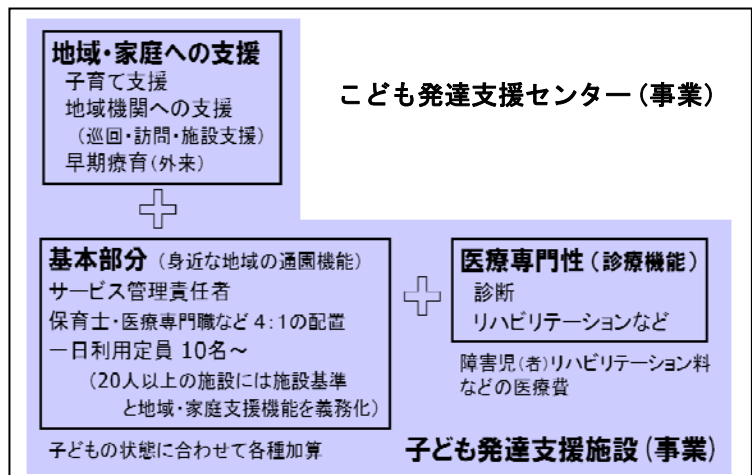 地域・家庭への支援
子育て支援
地域機関への支援
(巡回・訪問・施設支援)
早期療育(外来)
こども発達支援センター(事業)
基本部分(身近な地域の通園機能)
サービス管理責任者
保育士・医療専門職など 4:1の配置
一日利用定員 10名～
(20人以上の施設には施設基準
と地域・家庭支援機能を義務化)
子どもの状態に合わせて各種加算
医療専門性(診療機能)
診断
リハビリテーションなど
障害児(者)リハビリテーション料
などの医療費
子ども発達支援施設(事業)